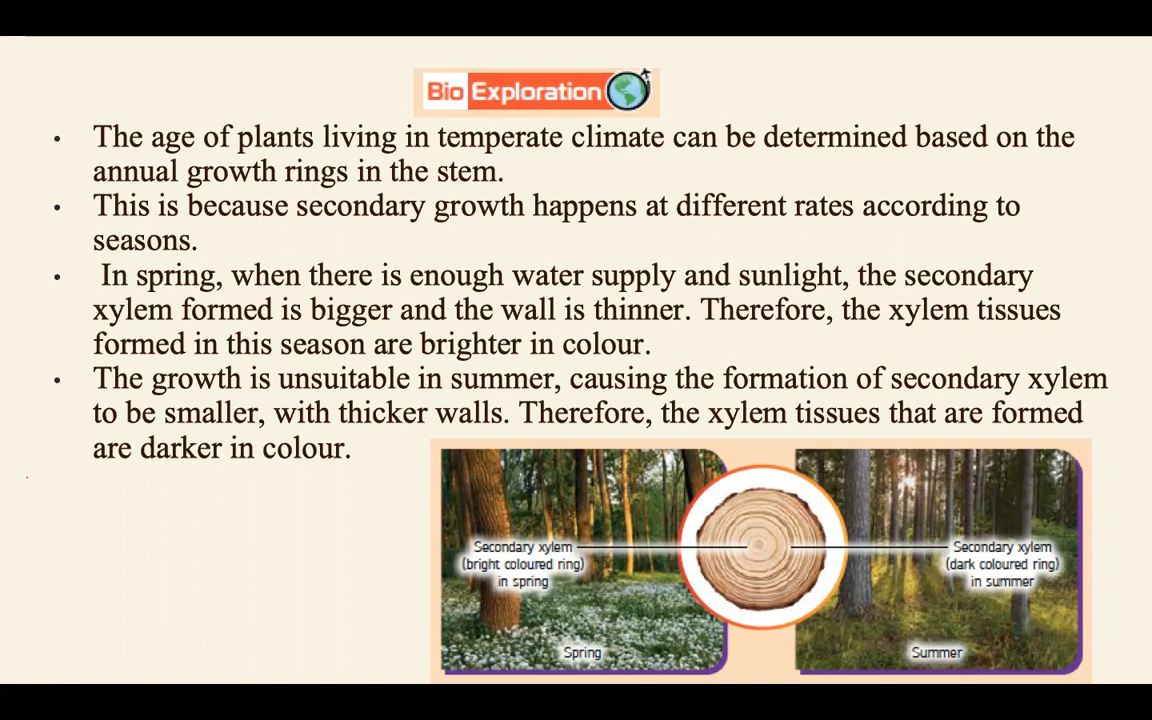 Bio Exploration
• The age of plants living in temperate climate can be determined based on the
annual growth rings in the stem.
• This is because secondary growth happens at different rates according to
seasons.
• In spring, when there is enough water supply and sunlight, the secondary
xylem formed is bigger and the wall is thinner. Therefore, the xylem tissues
formed in this season are brighter in colour.
• The growth is unsuitable in summer, causing the formation of secondary xylem
to be smaller, with thicker walls. Therefore, the xylem tissues that are formed
are darker in colour.
Secondary xylem
(bright coloured ring)
in spring
Spring
Secondary xylem
(dark coloured ring)
in summer
Summer